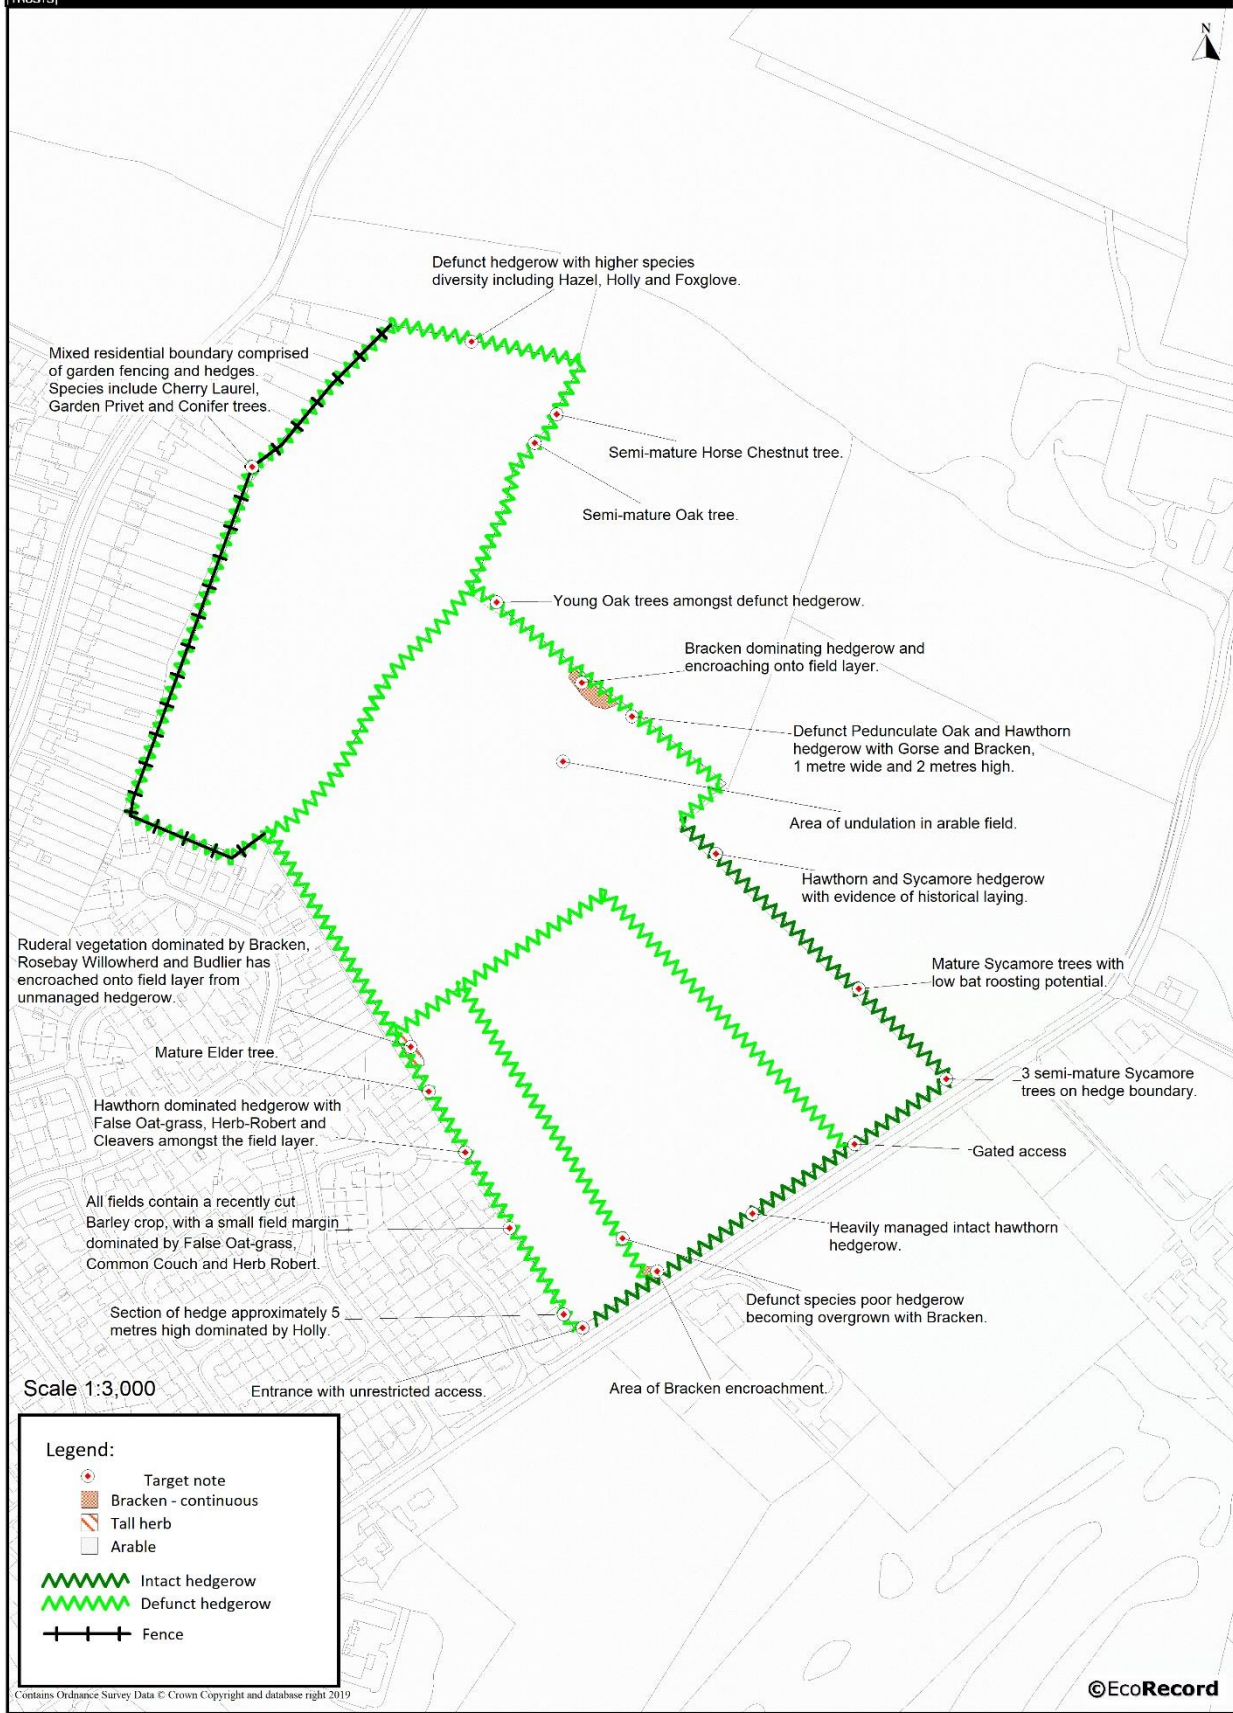 N
Defunct hedgerow with higher species
diversity including Hazel, Holly and Foxglove.
Mixed residential boundary comprised
of garden fencing and hedges.
Species include Cherry Laurel,
Garden Privet and Conifer trees.
Semi-mature Horse Chestnut tree.
Semi-mature Oak tree.
Young Oak trees amongst defunct hedgerow.
Bracken dominating hedgerow and
encroaching onto field layer.
Defunct Pedunculate Oak and Hawthorn
hedgerow with Gorse and Bracken,
1 metre wide and 2 metres high.
Area of undulation in arable field.
Hawthorn and Sycamore hedgerow
with evidence of historical laying.
Ruderal vegetation dominated by Bracken,
Rosebay Willowherd and Budlier has
encroached onto field layer from
unmanaged hedgerow.
Mature Sycamore trees with
low bat roosting potential.
Mature Elder tree.
3 semi-mature Sycamore
trees on hedge boundary.
Hawthorn dominated hedgerow with
False Oat-grass, Herb-Robert and
Cleavers amongst the field layer.
Gated access
All fields contain a recently cut
Barley crop, with a small field margin
dominated by False Oat-grass,
Common Couch and Herb Robert.
Heavily managed intact hawthorn
hedgerow.
Section of hedge approximately 5
metres high dominated by Holly.
Defunct species poor hedgerow
becoming overgrown with Bracken.
Entrance with unrestricted access.
Area of Bracken encroachment.
Scale 1:3,000
Legend:
Target note
Bracken - continuous
Tall herb
Arable
Intact hedgerow
Defunct hedgerow
Fence
Contains Ordnance Survey Data © Crown Copyright and database right 2019
©EcoRecord